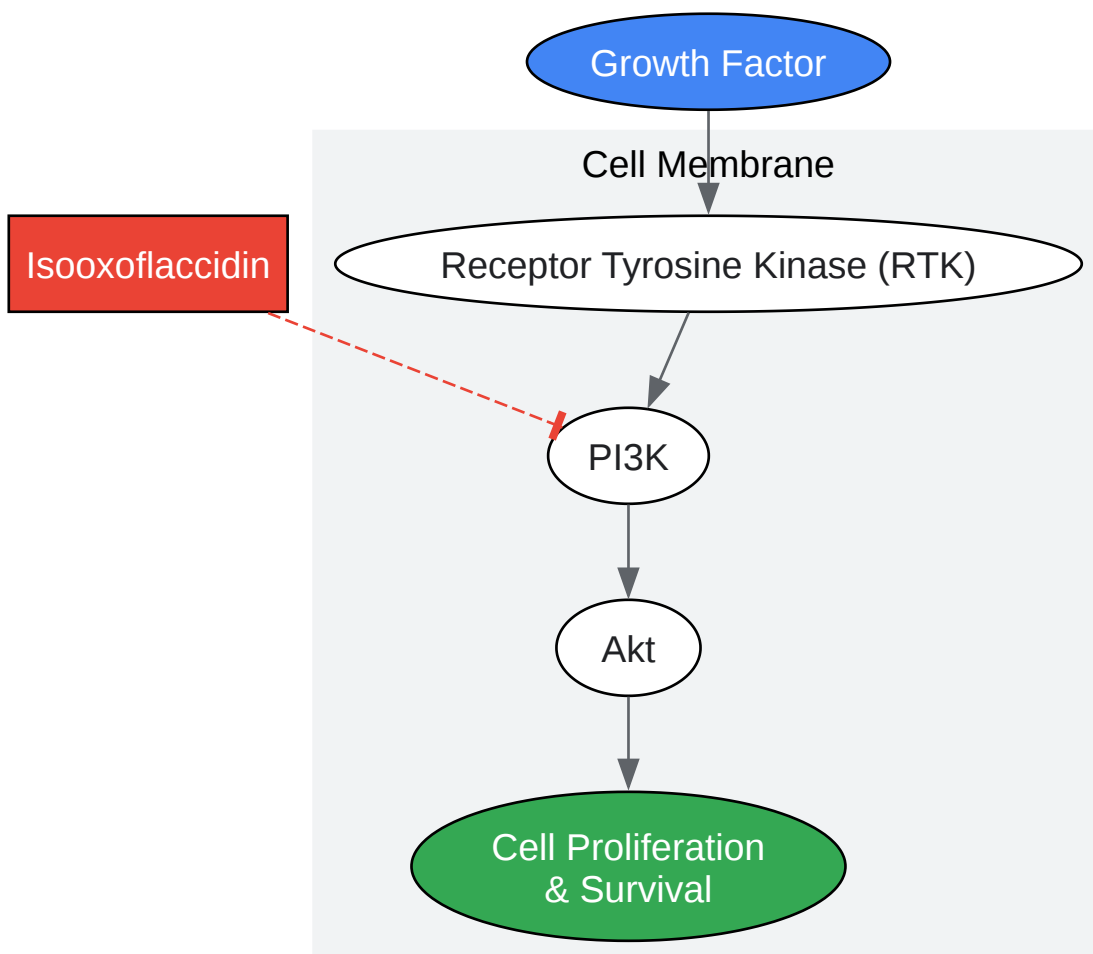 Growth Factor
Cell Membrane
Isooxoflaccidin
Receptor Tyrosine Kinase (RTK)
PI3K
Akt
Cell Proliferation
& Survival